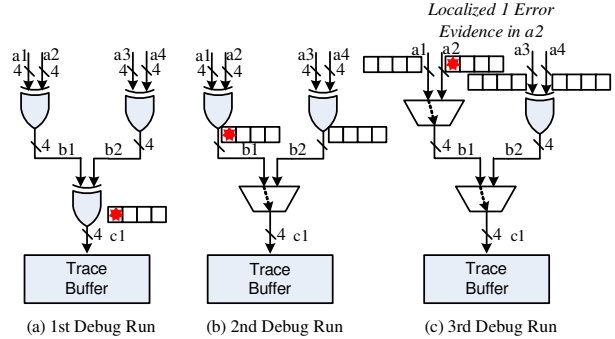 Localized 1 Error
Evidence in a2
a1 a2 a3 a4
4 4 4 4
b1 b2
4 4
4 c1
Trace
Buffer
(a) 1st Debug Run
a1 a2 a3 a4
4 4 4 4
b1 b2
4 4
4 c1
Trace
Buffer
(b) 2nd Debug Run
a1 a2 a3 a4
b1 b2
4 4
4 c1
Trace
Buffer
(c) 3rd Debug Run